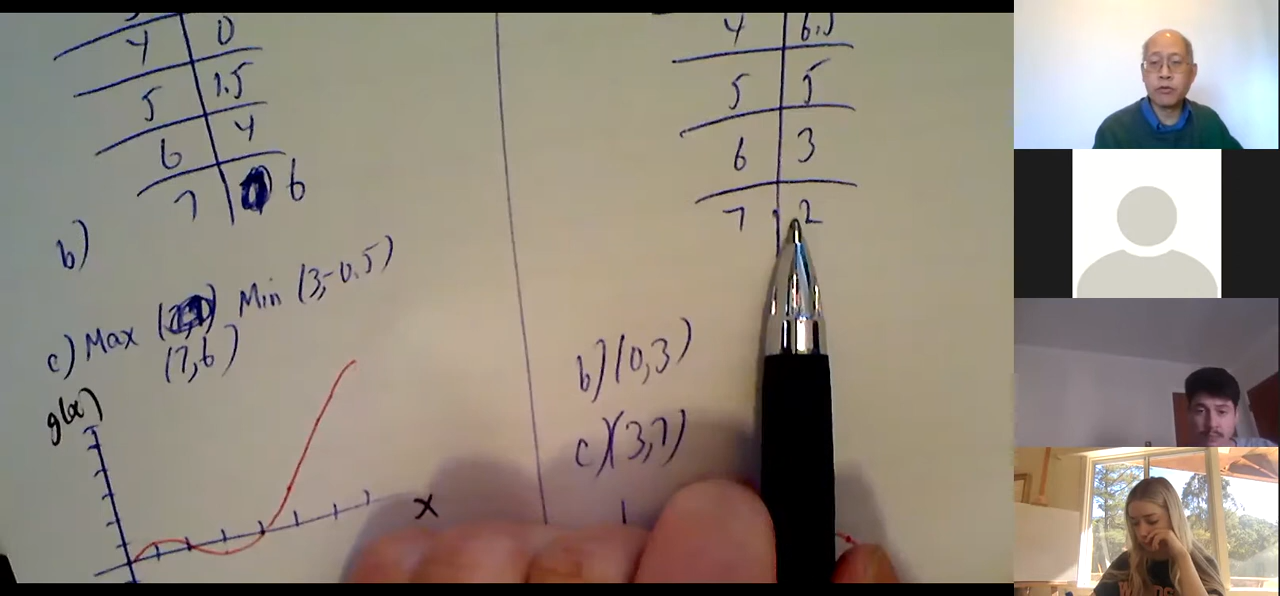 4 0
5 1.5
6 4
7 6
b)
c) Max Min (3,-0.5)
(7,6)
g(x)
x
4 6.5
5 5
6 3
7 2
b) (0,3)
c) (3,7)